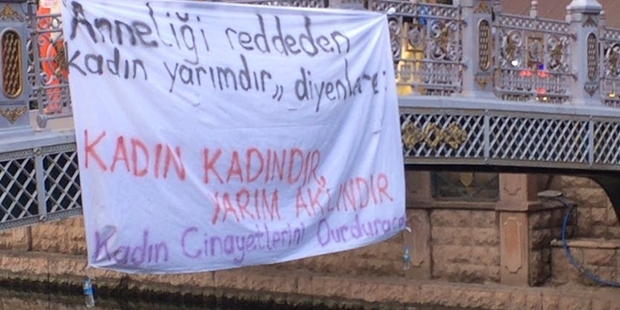 Anneliği reddeden
kadın yarımdır,, diyenlere:
KADIN KADINDIR,
YARIM AKLINDIR
Kadın Cinayetlerini